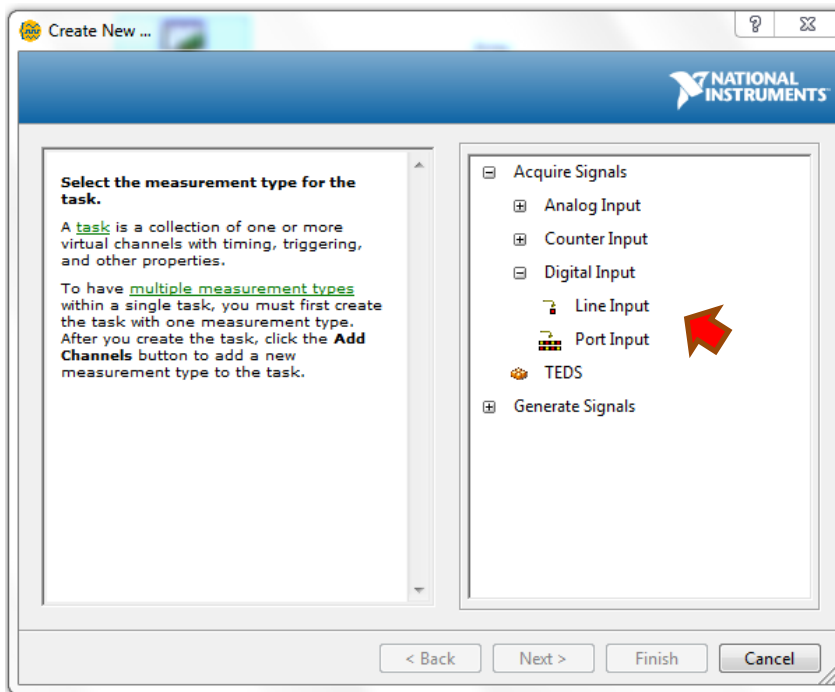 Create New ...
NATIONAL
INSTRUMENTS
Select the measurement type for the
task.
A task is a collection of one or more
virtual channels with timing, triggering,
and other properties.
To have multiple measurement types
within a single task, you must first create
the task with one measurement type.
After you create the task, click the Add
Channels button to add a new
measurement type to the task.
Acquire Signals
Analog Input
Counter Input
Digital Input
Line Input
Port Input
TEDS
Generate Signals
< Back
Next >
Finish
Cancel